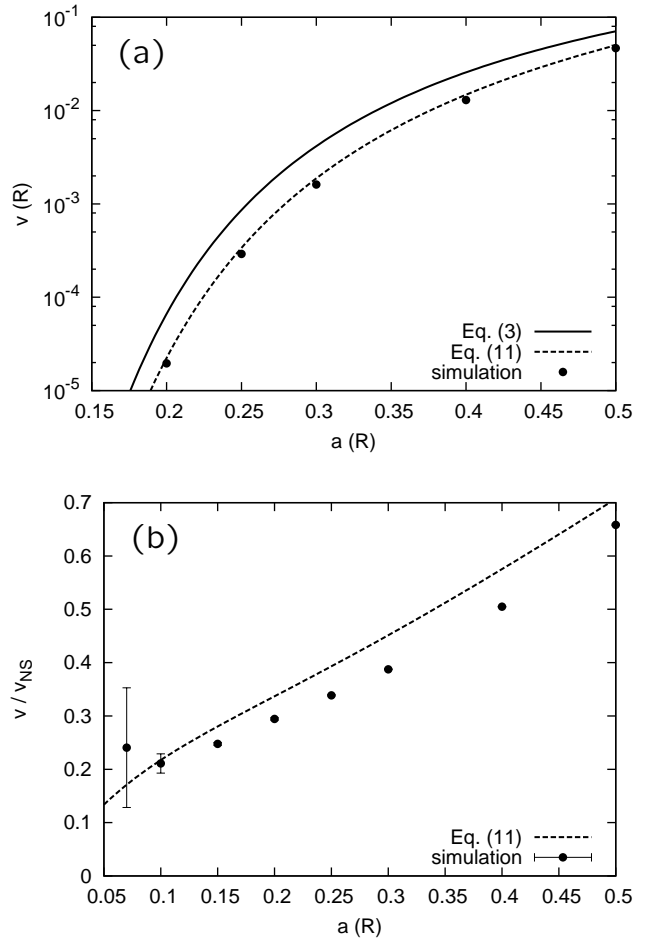 (a)
10^-1
10^-2
10^-3
10^-4
10^-5
v (R)
Eq. (3)
Eq. (11)
simulation
0.15 0.2 0.25 0.3 0.35 0.4 0.45 0.5
a (R)
(b)
0.7
0.6
0.5
0.4
0.3
0.2
0.1
0
v / v_NS
Eq. (11)
simulation
0.05 0.1 0.15 0.2 0.25 0.3 0.35 0.4 0.45 0.5
a (R)